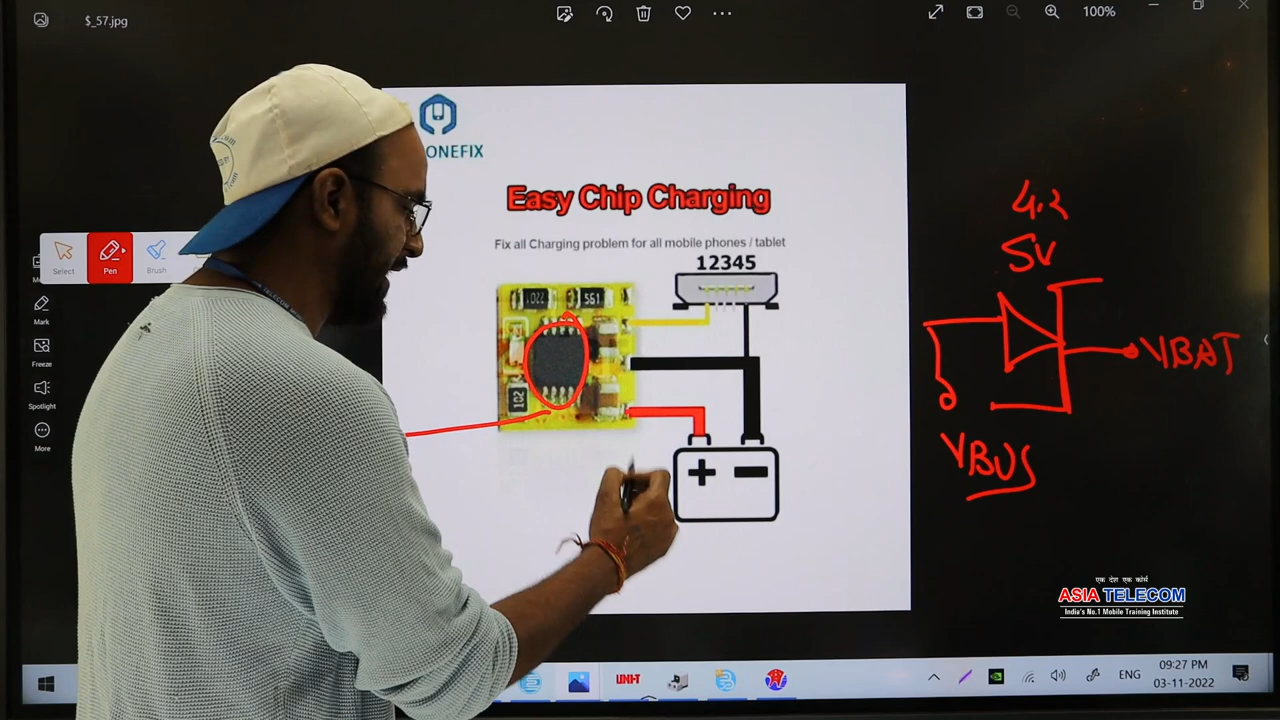 $_57.jpg
100%
ONEFIX
Easy Chip Charging
Fix all Charging problem for all mobile phones / tablet
12345
1022
561
102
+
Select
Pen
Brush
Mark
Freeze
Spotlight
More
4.2
5V
VBAT
VBUS
एक देश एक कोर्स
ASIA TELECOM
India's No.1 Mobile Training Institute
UNI-T
ENG
09:27 PM
03-11-2022